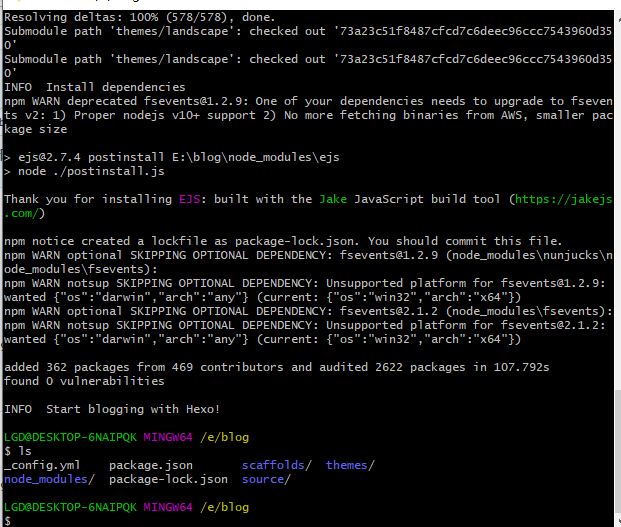 Resolving deltas: 100% (578/578), done.
Submodule path 'themes/landscape': checked out '73a23c51f8487cfcd7c6deec96ccc7543960d35
0'
Submodule path 'themes/landscape': checked out '73a23c51f8487cfcd7c6deec96ccc7543960d35
0'
INFO  Install dependencies
npm WARN deprecated fsevents@1.2.9: One of your dependencies needs to upgrade to fseven
ts v2: 1) Proper nodejs v10+ support 2) No more fetching binaries from AWS, smaller pac
kage size
> ejs@2.7.4 postinstall E:\blog\node_modules\ejs
> node ./postinstall.js
Thank you for installing EJS: built with the Jake JavaScript build tool (https://jakejs
.com/)
npm notice created a lockfile as package-lock.json. You should commit this file.
npm WARN optional SKIPPING OPTIONAL DEPENDENCY: fsevents@1.2.9 (node_modules\nunjucks\n
ode_modules\fsevents):
npm WARN notsup SKIPPING OPTIONAL DEPENDENCY: Unsupported platform for fsevents@1.2.9:
wanted {"os":"darwin","arch":"any"} (current: {"os":"win32","arch":"x64"})
npm WARN optional SKIPPING OPTIONAL DEPENDENCY: fsevents@2.1.2 (node_modules\fsevents):
npm WARN notsup SKIPPING OPTIONAL DEPENDENCY: Unsupported platform for fsevents@2.1.2:
wanted {"os":"darwin","arch":"any"} (current: {"os":"win32","arch":"x64"})
added 362 packages from 469 contributors and audited 2622 packages in 107.792s
found 0 vulnerabilities
INFO  Start blogging with Hexo!
LGD@DESKTOP-6NAIPQK MINGW64 /e/blog
$ ls
_config.yml    package.json       scaffolds/  themes/
node_modules/  package-lock.json  source/
LGD@DESKTOP-6NAIPQK MINGW64 /e/blog
$